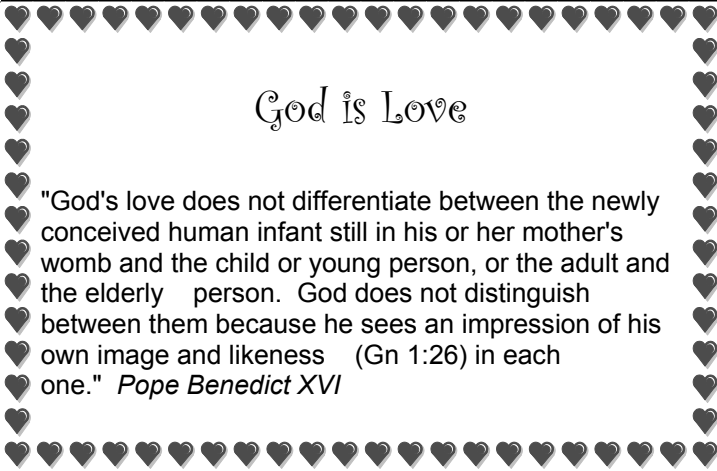 God is Love
"God's love does not differentiate between the newly
conceived human infant still in his or her mother's
womb and the child or young person, or the adult and
the elderly    person.  God does not distinguish
between them because he sees an impression of his
own image and likeness    (Gn 1:26) in each
one."  Pope Benedict XVI